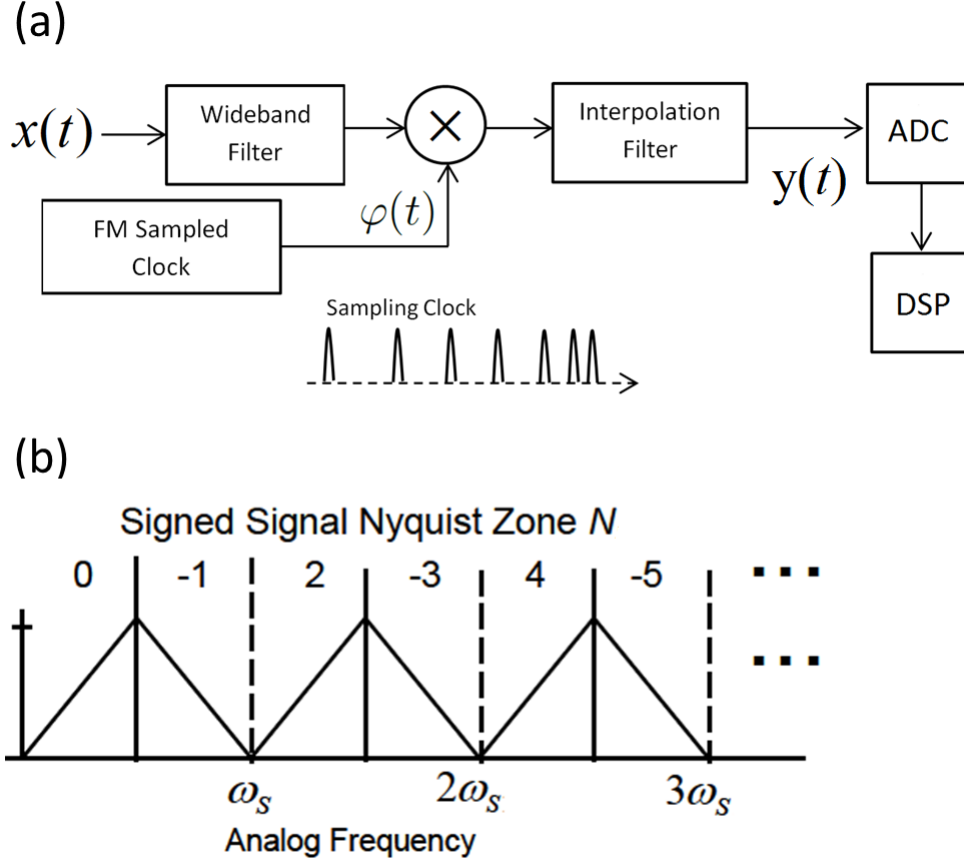 (a)
x(t)
Wideband
Filter
×
Interpolation
Filter
y(t)
ADC
FM Sampled
Clock
φ(t)
DSP
Sampling Clock
(b)
Signed Signal Nyquist Zone N
0 -1 2 -3 4 -5 ...
...
ωs 2ωs 3ωs
Analog Frequency